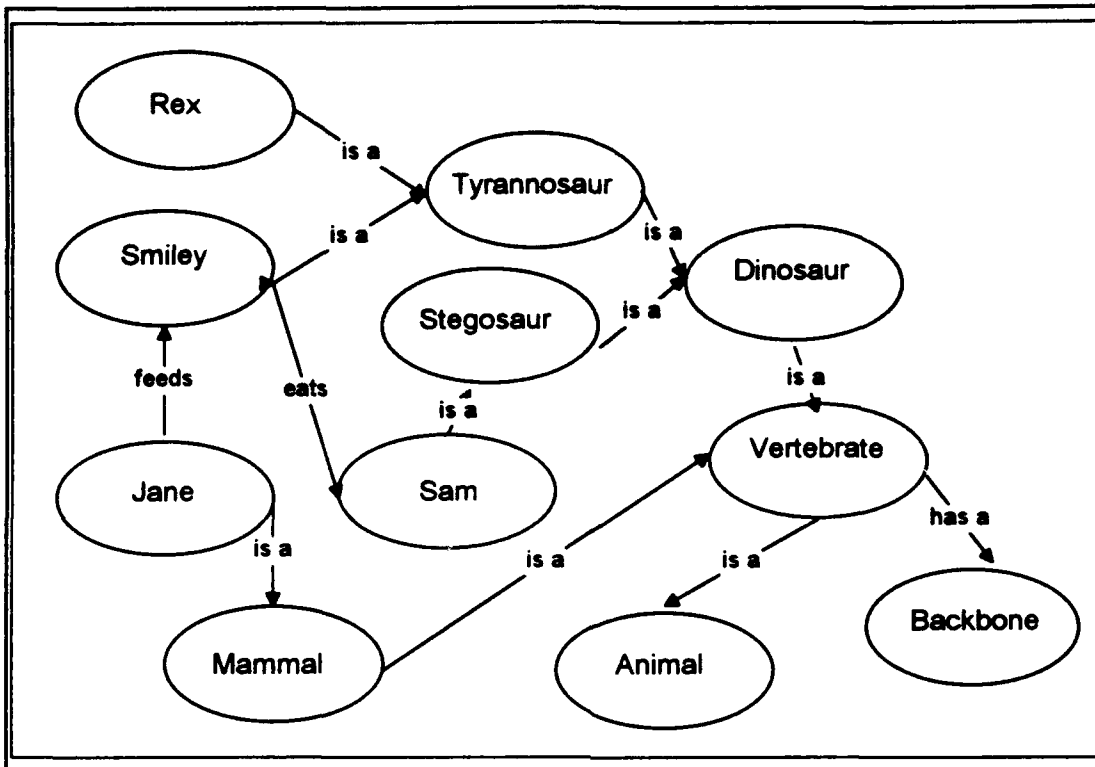 Rex
is a
Tyrannosaur
Smiley
is a
is a
Dinosaur
Stegosaur
is a
feeds
eats
is a
is a
Vertebrate
Jane
Sam
has a
is a
is a
is a
Backbone
Mammal
Animal